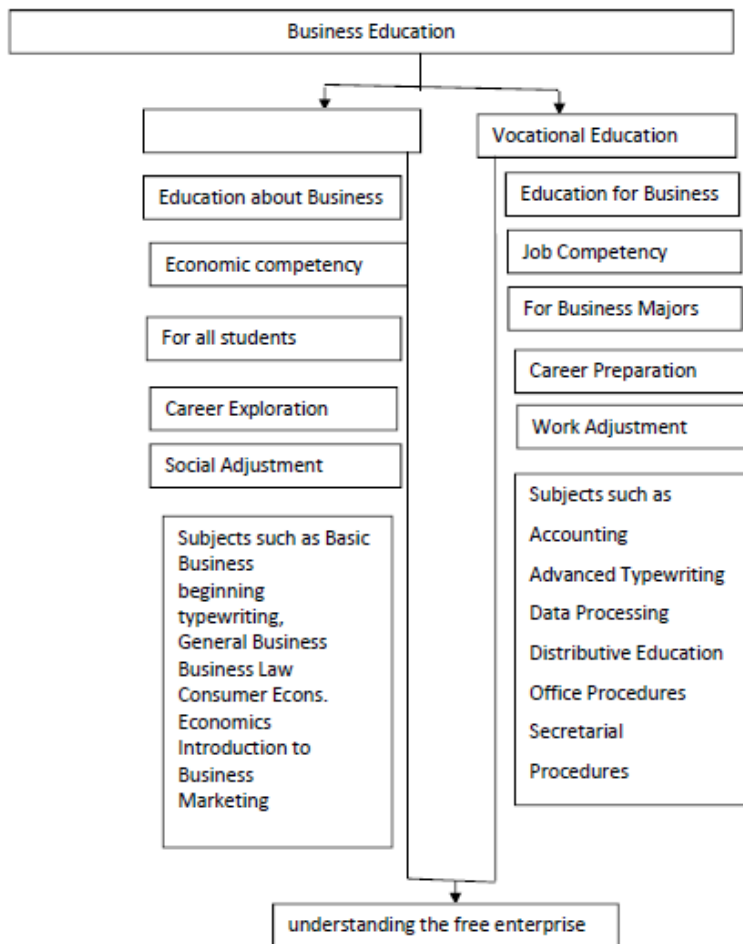 Business Education
Vocational Education
Education about Business
Economic competency
For all students
Career Exploration
Social Adjustment
Subjects such as Basic
Business
beginning
typewriting,
General Business
Business Law
Consumer Econs.
Economics
Introduction to
Business
Marketing
Education for Business
Job Competency
For Business Majors
Career Preparation
Work Adjustment
Subjects such as
Accounting
Advanced Typewriting
Data Processing
Distributive Education
Office Procedures
Secretarial
Procedures
understanding the free enterprise